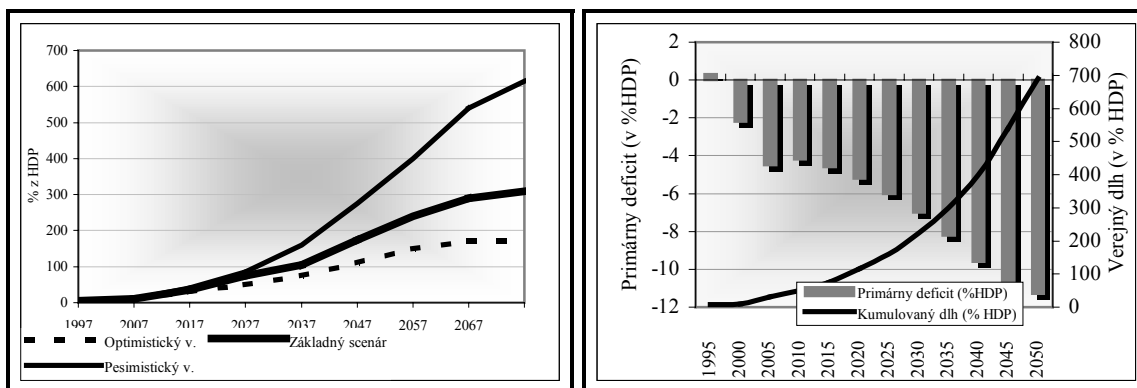 % z HDP
700
600
500
400
300
200
100
0
1997 2007 2017 2027 2037 2047 2057 2067
Optimistický v.
Základný scenár
Pesimistický v.
Primárny deficit (v %HDP)
2
0
-2
-4
-6
-8
-10
-12
800
700
600
500
400
300
200
100
0
Verejný dlh (v % HDP)
Primárny deficit (%HDP)
Kumulovaný dlh (% HDP)
1995 2000 2005 2010 2015 2020 2025 2030 2035 2040 2045 2050